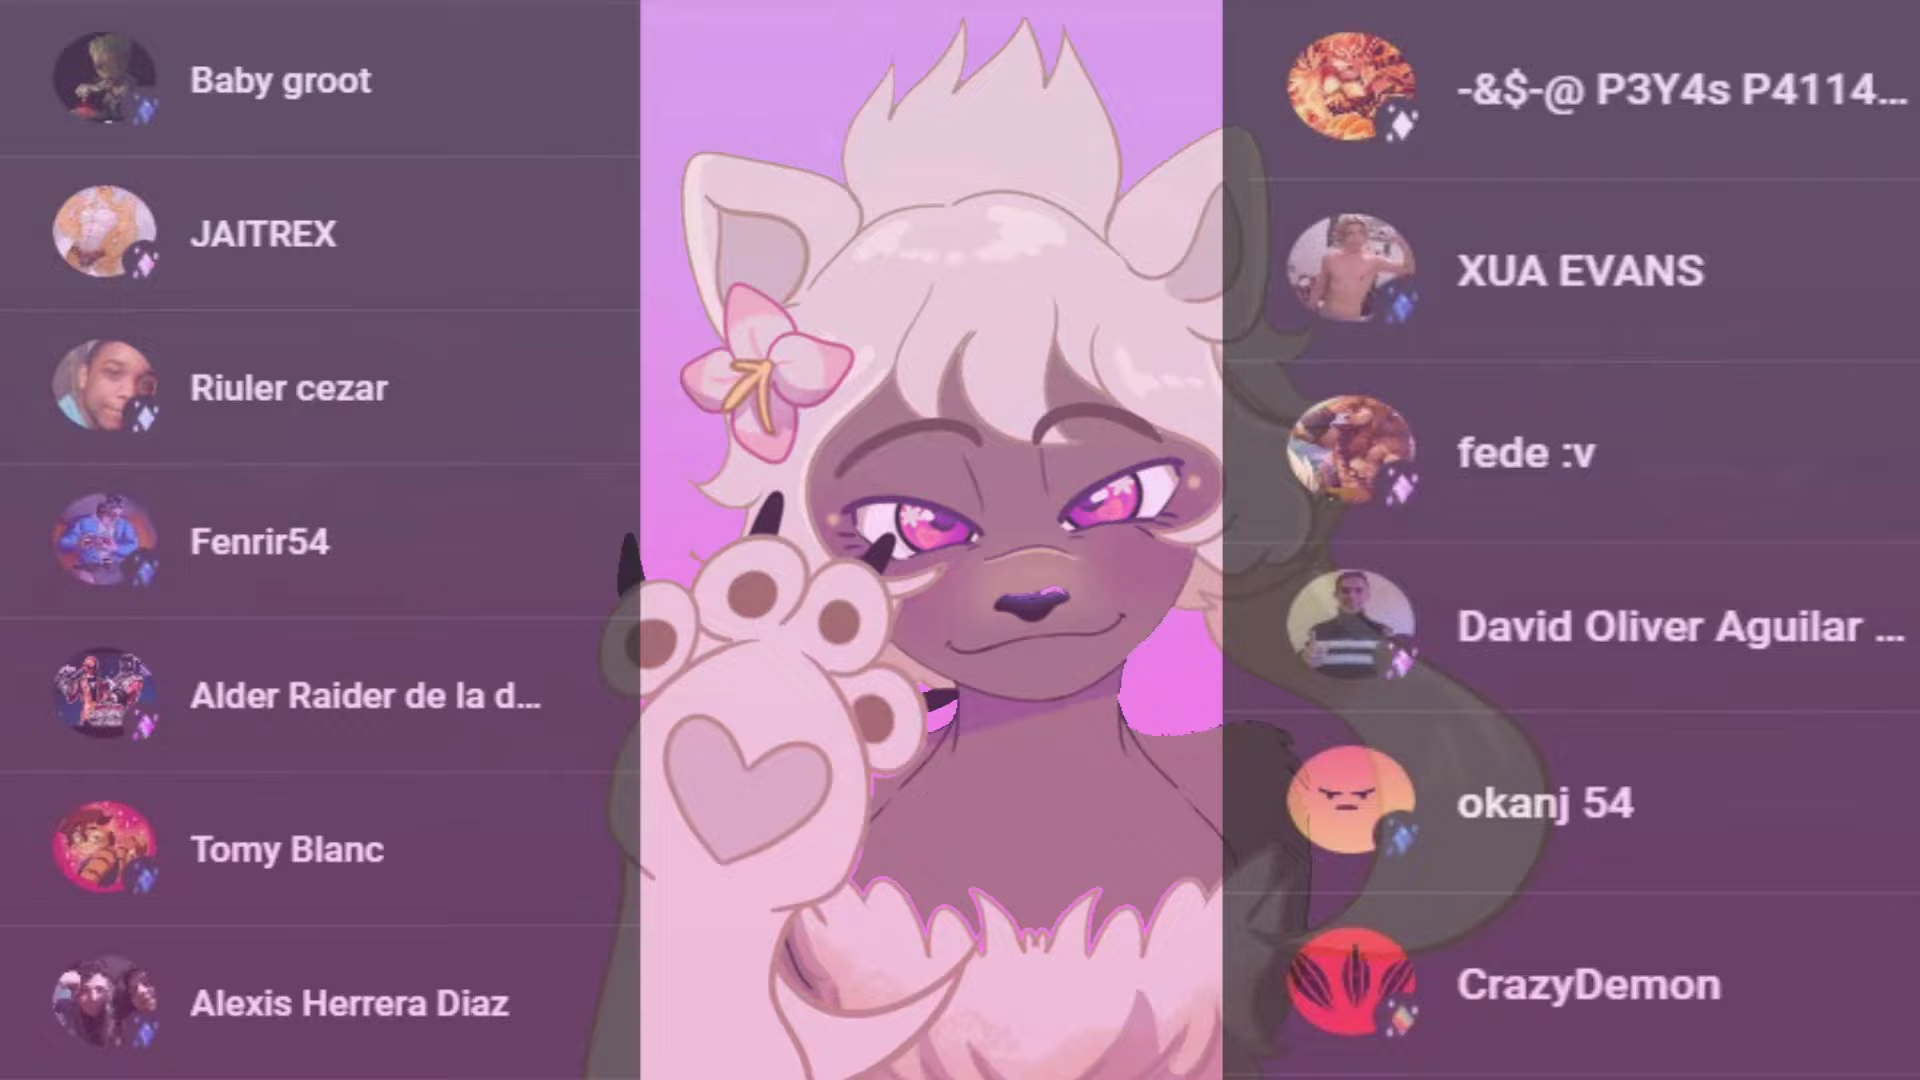 Baby groot
JAITREX
Riuler cezar
Fenrir54
Alder Raider de la d...
Tomy Blanc
Alexis Herrera Diaz
-&$-@ P3Y4s P4114...
XUA EVANS
fede :v
David Oliver Aguilar ...
okanj 54
CrazyDemon